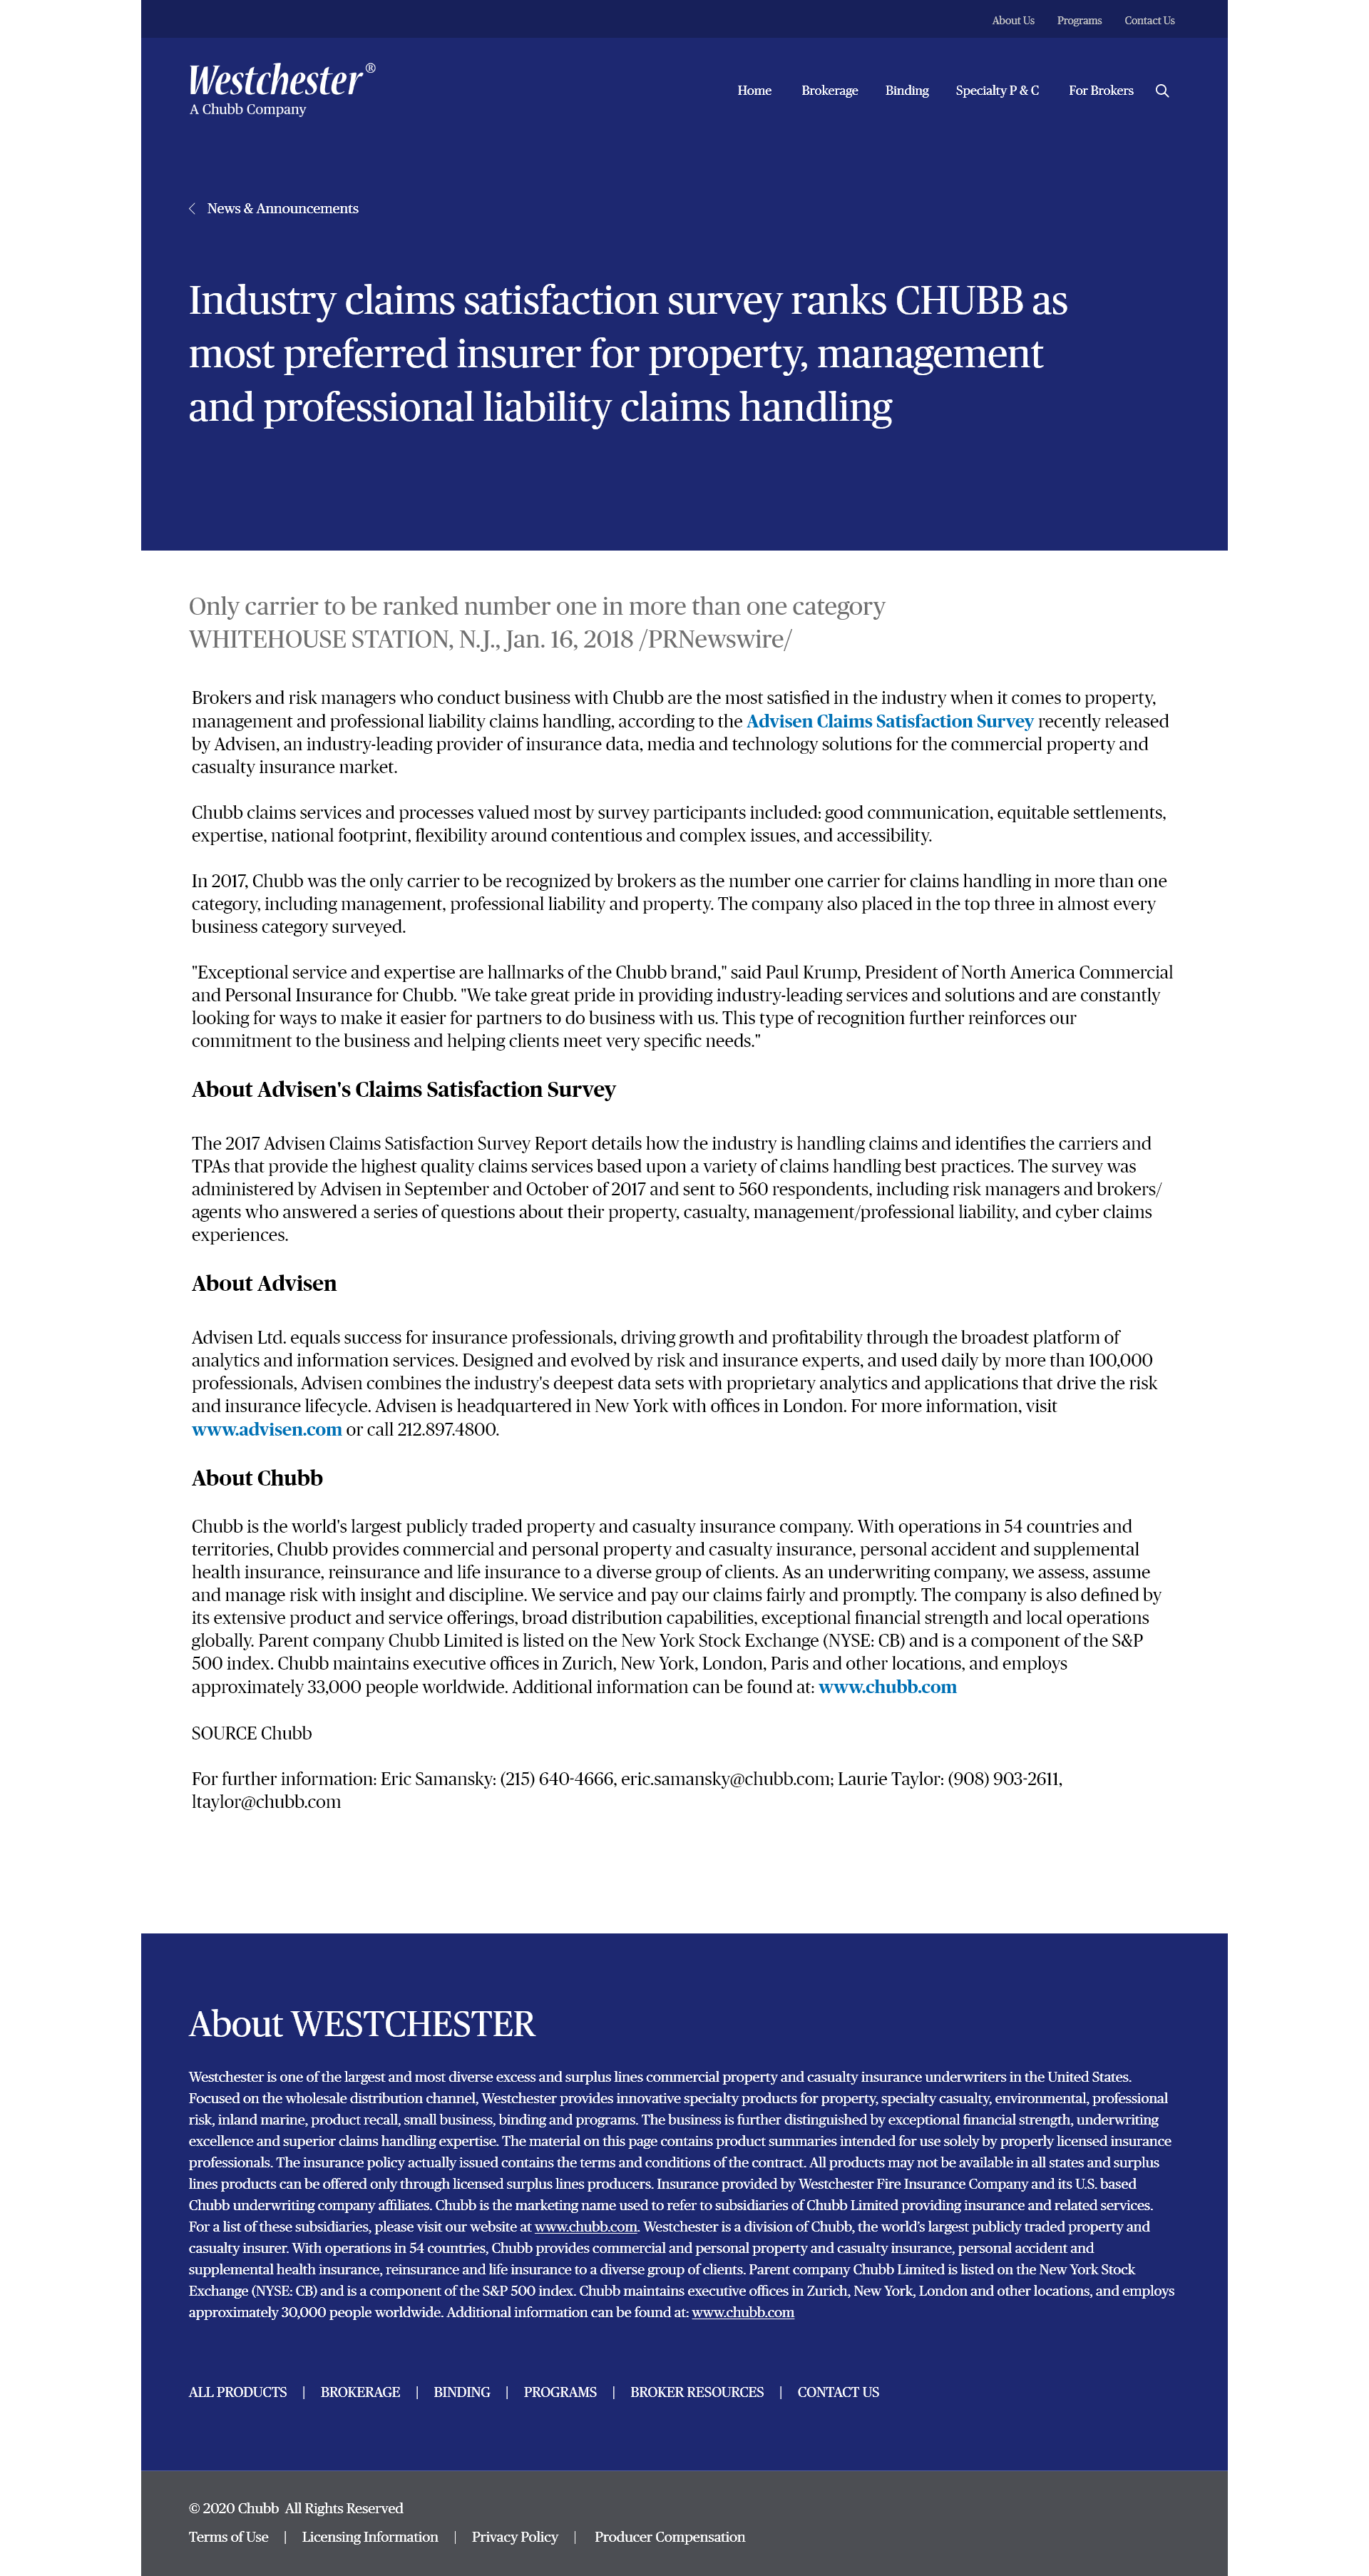 About Us Programs Contact Us
Westchester®
A Chubb Company
Home Brokerage Binding Specialty P & C For Brokers
News & Announcements
Industry claims satisfaction survey ranks CHUBB as
most preferred insurer for property, management
and professional liability claims handling
Only carrier to be ranked number one in more than one category
WHITEHOUSE STATION, N.J., Jan. 16, 2018 /PRNewswire/
Brokers and risk managers who conduct business with Chubb are the most satisfied in the industry when it comes to property,
management and professional liability claims handling, according to the Advisen Claims Satisfaction Survey recently released
by Advisen, an industry-leading provider of insurance data, media and technology solutions for the commercial property and
casualty insurance market.
Chubb claims services and processes valued most by survey participants included: good communication, equitable settlements,
expertise, national footprint, flexibility around contentious and complex issues, and accessibility.
In 2017, Chubb was the only carrier to be recognized by brokers as the number one carrier for claims handling in more than one
category, including management, professional liability and property. The company also placed in the top three in almost every
business category surveyed.
"Exceptional service and expertise are hallmarks of the Chubb brand," said Paul Krump, President of North America Commercial
and Personal Insurance for Chubb. "We take great pride in providing industry-leading services and solutions and are constantly
looking for ways to make it easier for partners to do business with us. This type of recognition further reinforces our
commitment to the business and helping clients meet very specific needs."
About Advisen's Claims Satisfaction Survey
The 2017 Advisen Claims Satisfaction Survey Report details how the industry is handling claims and identifies the carriers and
TPAs that provide the highest quality claims services based upon a variety of claims handling best practices. The survey was
administered by Advisen in September and October of 2017 and sent to 560 respondents, including risk managers and brokers/
agents who answered a series of questions about their property, casualty, management/professional liability, and cyber claims
experiences.
About Advisen
Advisen Ltd. equals success for insurance professionals, driving growth and profitability through the broadest platform of
analytics and information services. Designed and evolved by risk and insurance experts, and used daily by more than 100,000
professionals, Advisen combines the industry's deepest data sets with proprietary analytics and applications that drive the risk
and insurance lifecycle. Advisen is headquartered in New York with offices in London. For more information, visit
www.advisen.com or call 212.897.4800.
About Chubb
Chubb is the world's largest publicly traded property and casualty insurance company. With operations in 54 countries and
territories, Chubb provides commercial and personal property and casualty insurance, personal accident and supplemental
health insurance, reinsurance and life insurance to a diverse group of clients. As an underwriting company, we assess, assume
and manage risk with insight and discipline. We service and pay our claims fairly and promptly. The company is also defined by
its extensive product and service offerings, broad distribution capabilities, exceptional financial strength and local operations
globally. Parent company Chubb Limited is listed on the New York Stock Exchange (NYSE: CB) and is a component of the S&P
500 index. Chubb maintains executive offices in Zurich, New York, London, Paris and other locations, and employs
approximately 33,000 people worldwide. Additional information can be found at: www.chubb.com
SOURCE Chubb
For further information: Eric Samansky: (215) 640-4666, eric.samansky@chubb.com; Laurie Taylor: (908) 903-2611,
ltaylor@chubb.com
About WESTCHESTER
Westchester is one of the largest and most diverse excess and surplus lines commercial property and casualty insurance underwriters in the United States.
Focused on the wholesale distribution channel, Westchester provides innovative specialty products for property, specialty casualty, environmental, professional
risk, inland marine, product recall, small business, binding and programs. The business is further distinguished by exceptional financial strength, underwriting
excellence and superior claims handling expertise. The material on this page contains product summaries intended for use solely by properly licensed insurance
professionals. The insurance policy actually issued contains the terms and conditions of the contract. All products may not be available in all states and surplus
lines products can be offered only through licensed surplus lines producers. Insurance provided by Westchester Fire Insurance Company and its U.S. based
Chubb underwriting company affiliates. Chubb is the marketing name used to refer to subsidiaries of Chubb Limited providing insurance and related services.
For a list of these subsidiaries, please visit our website at www.chubb.com. Westchester is a division of Chubb, the world’s largest publicly traded property and
casualty insurer. With operations in 54 countries, Chubb provides commercial and personal property and casualty insurance, personal accident and
supplemental health insurance, reinsurance and life insurance to a diverse group of clients. Parent company Chubb Limited is listed on the New York Stock
Exchange (NYSE: CB) and is a component of the S&P 500 index. Chubb maintains executive offices in Zurich, New York, London and other locations, and employs
approximately 30,000 people worldwide. Additional information can be found at: www.chubb.com
ALL PRODUCTS | BROKERAGE | BINDING | PROGRAMS | BROKER RESOURCES | CONTACT US
© 2020 Chubb All Rights Reserved
Terms of Use | Licensing Information | Privacy Policy | Producer Compensation